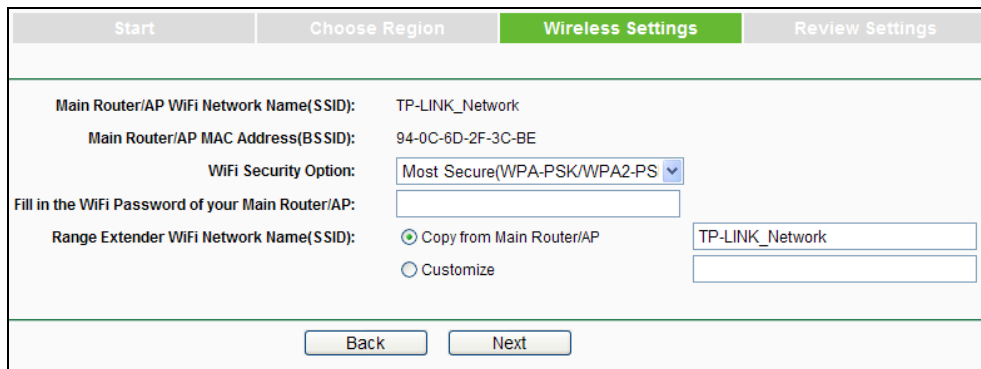 Start Choose Region Wireless Settings Review Settings
Main Router/AP WiFi Network Name(SSID): TP-LINK_Network
Main Router/AP MAC Address(BSSID): 94-0C-6D-2F-3C-BE
WiFi Security Option: Most Secure(WPA-PSK/WPA2-PS
Fill in the WiFi Password of your Main Router/AP:
Range Extender WiFi Network Name(SSID): Copy from Main Router/AP TP-LINK_Network
Customize
Back Next